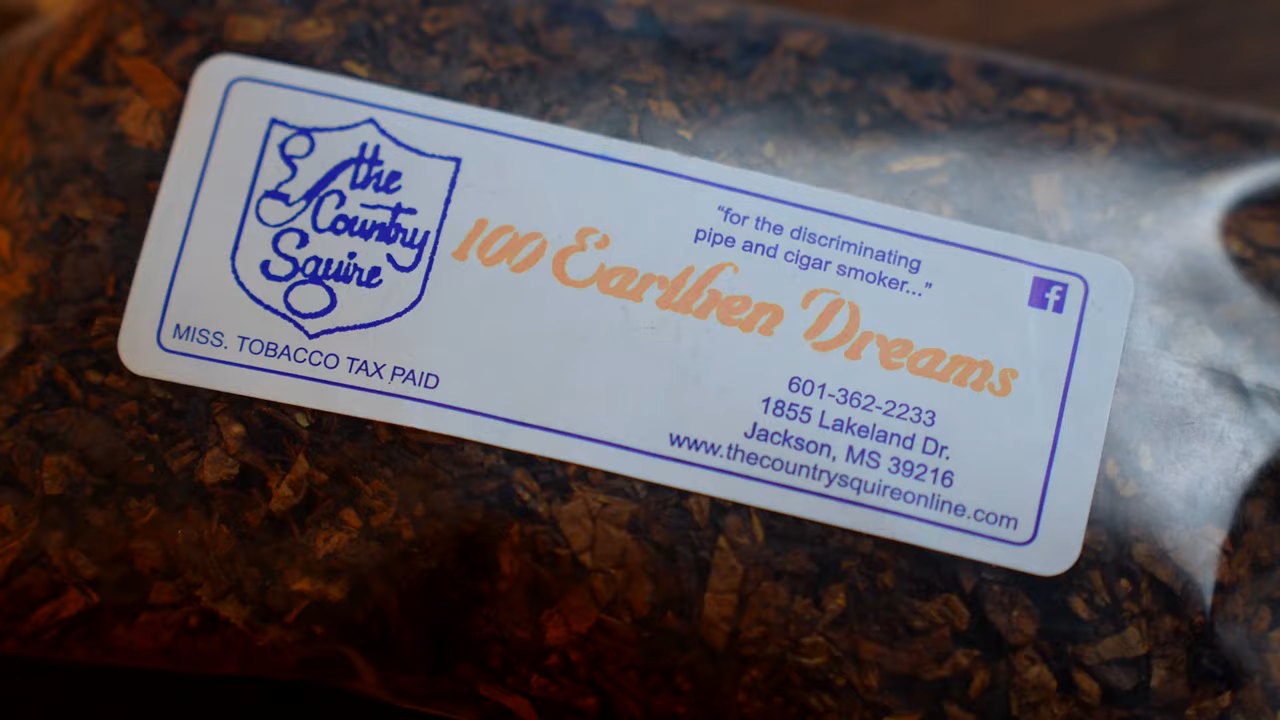 the
Country
Squire
MISS. TOBACCO TAX PAID
100 Earthen Dreams
"for the discriminating
pipe and cigar smoker..."
f
601-362-2233
1855 Lakeland Dr.
Jackson, MS 39216
www.thecountrysquireonline.com